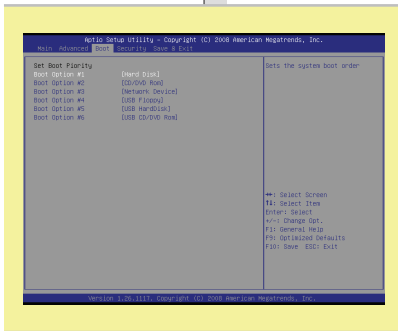 Aptio Setup Utility - Copyright (C) 2008 American Megatrends, Inc.
Main Advanced Boot Security Save & Exit
Set Boot Piority
Boot Option #1 [Hard Disk]
Boot Option #2 [CD/DVD Rom]
Boot Option #3 [Network Device]
Boot Option #4 [USB Floppy]
Boot Option #5 [USB HardDisk]
Boot Option #6 [USB CD/DVD Rom]
Sets the system boot order
→←: Select Screen
↑↓: Select Item
Enter: Select
+/-: Change Opt.
F1: General Help
F9: Optimized Defaults
F10: Save ESC: Exit
Version 1.26.1117. Copyright (C) 2008 American Megatrends, Inc.